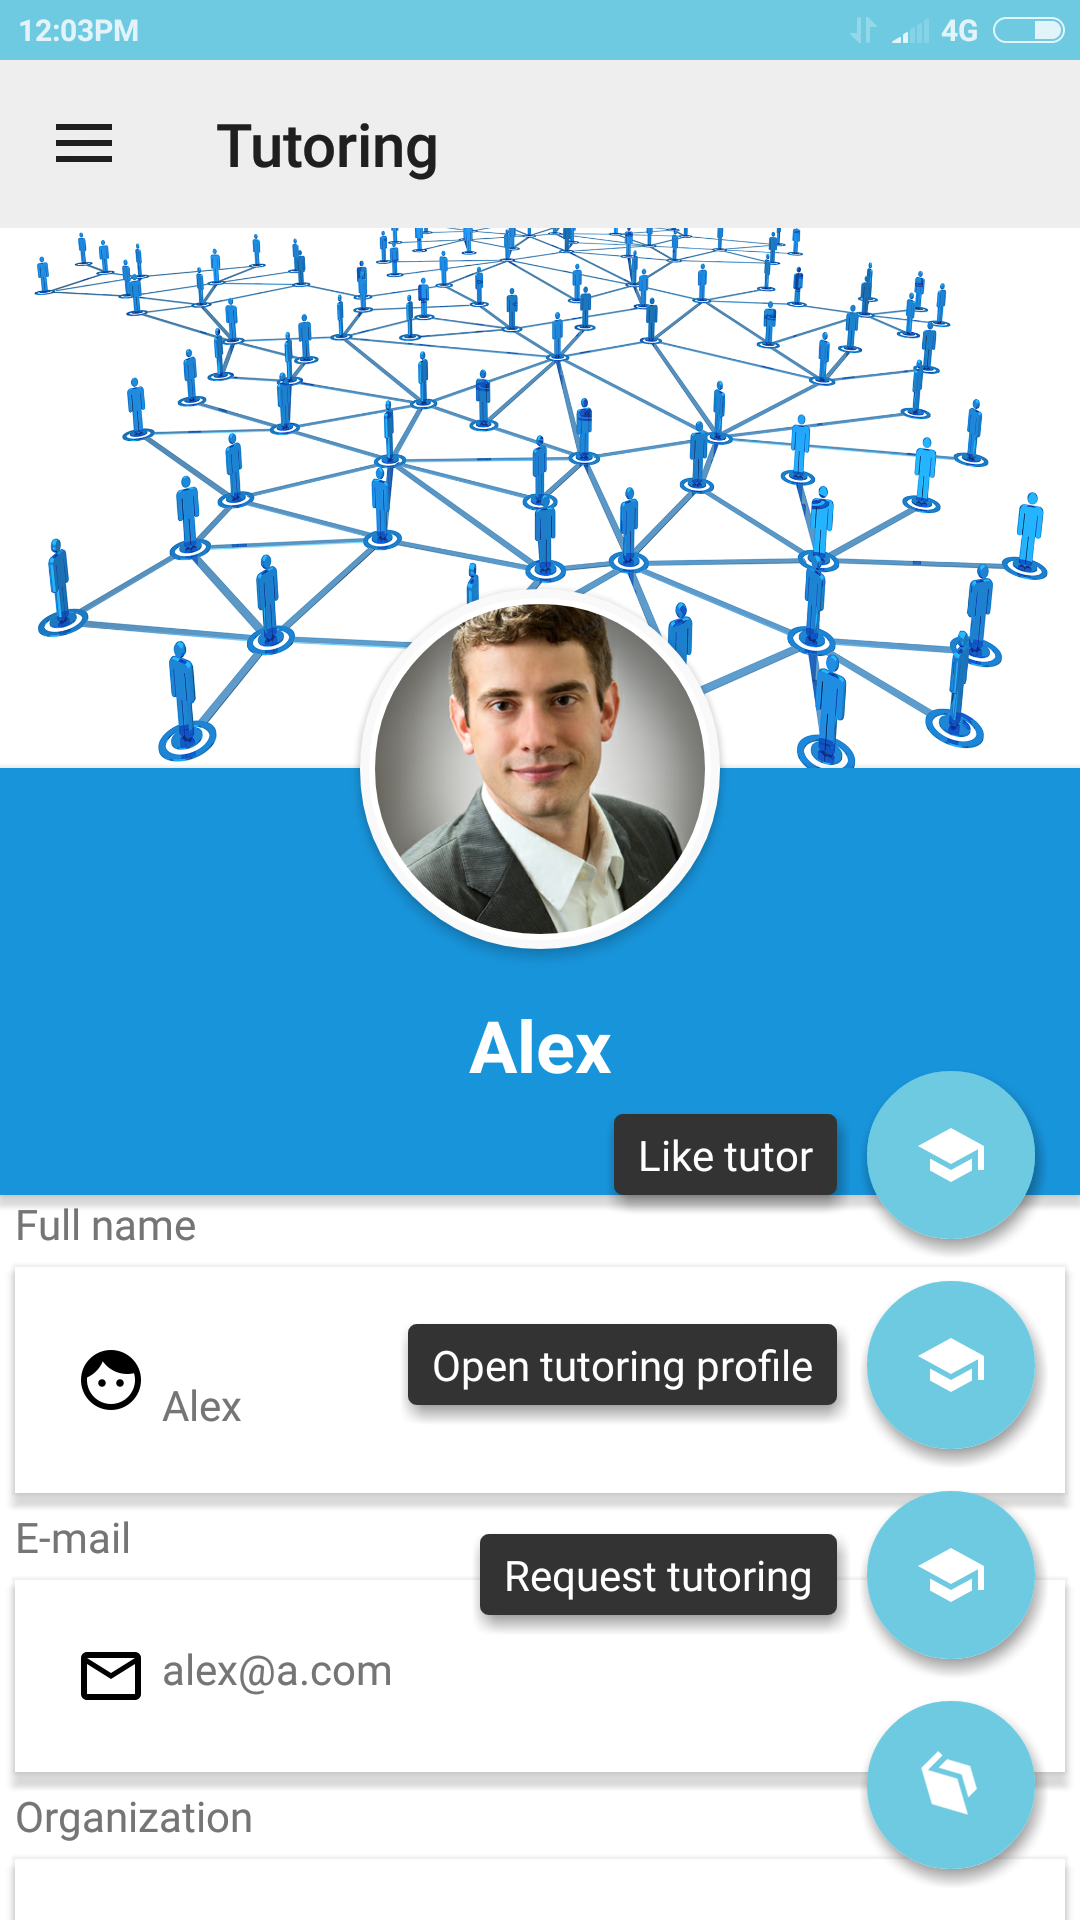 12:03PM
4G
Tutoring
Alex
Like tutor
Full name
Open tutoring profile
Alex
E-mail
Request tutoring
alex@a.com
Organization